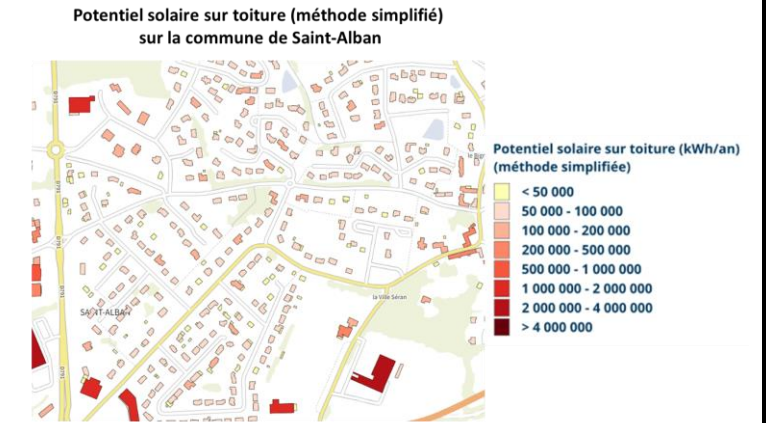 Potentiel solaire sur toiture (méthode simplifié)
sur la commune de Saint-Alban
la Ville Séran
Potentiel solaire sur toiture (kWh/an)
(méthode simplifiée)
< 50 000
50 000 - 100 000
100 000 - 200 000
200 000 - 500 000
500 000 - 1 000 000
1 000 000 - 2 000 000
2 000 000 - 4 000 000
> 4 000 000